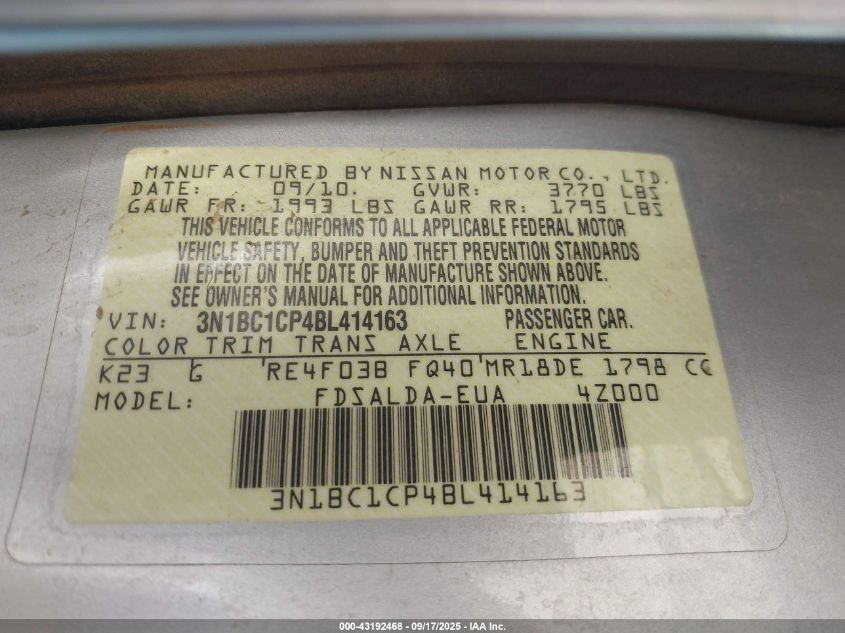 MANUFACTURED BY NISSAN MOTOR CO., LTD.
DATE: 09/10. GVWR: 3770 LBS
GAWR FR: 1993 LBS GAWR RR: 1795 LBS
THIS VEHICLE CONFORMS TO ALL APPLICABLE FEDERAL MOTOR
VEHICLE SAFETY, BUMPER AND THEFT PREVENTION STANDARDS
IN EFFECT ON THE DATE OF MANUFACTURE SHOWN ABOVE.
SEE OWNER'S MANUAL FOR ADDITIONAL INFORMATION.
VIN: 3N1BC1CP4BL414163 PASSENGER CAR.
COLOR TRIM TRANS AXLE ENGINE
K23 G RE4F03B FQ40 MR18DE 1798 CC
MODEL: FDSALDA-EUA 4Z000
3N1BC1CP4BL414163
000-43192468 - 09/17/2025 - IAA Inc.